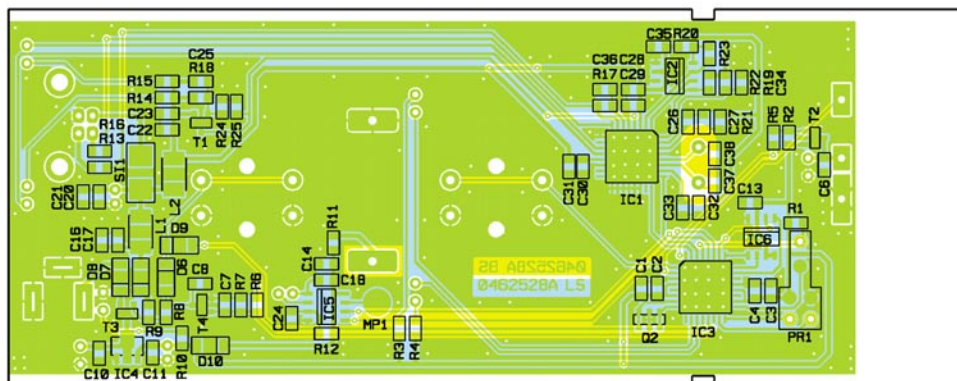 C35 R20
R23
IC2
C36 C28
R17 C29
R22
R19
C34
C25
R18
R15
R14
C23
C22
R16
R13
T1
R24
R25
SI1
C26
C27
R21
R5
R2
T2
C38
C37
C6
IC1
C31
C30
C33
C32
C13
R1
IC6
C21
C20
L2
L1
D9
C16
C17
R11
C14
C18
D8
D7
D6
C8
C7
R7
R6
C24
IC5
MP1
0462528A BS
0462528A LS
C1
C2
IC3
C4
C3
PR1
Q2
T3
R9
R8
T4
R10
D10
R12
R3
R4
C10 IC4 C11